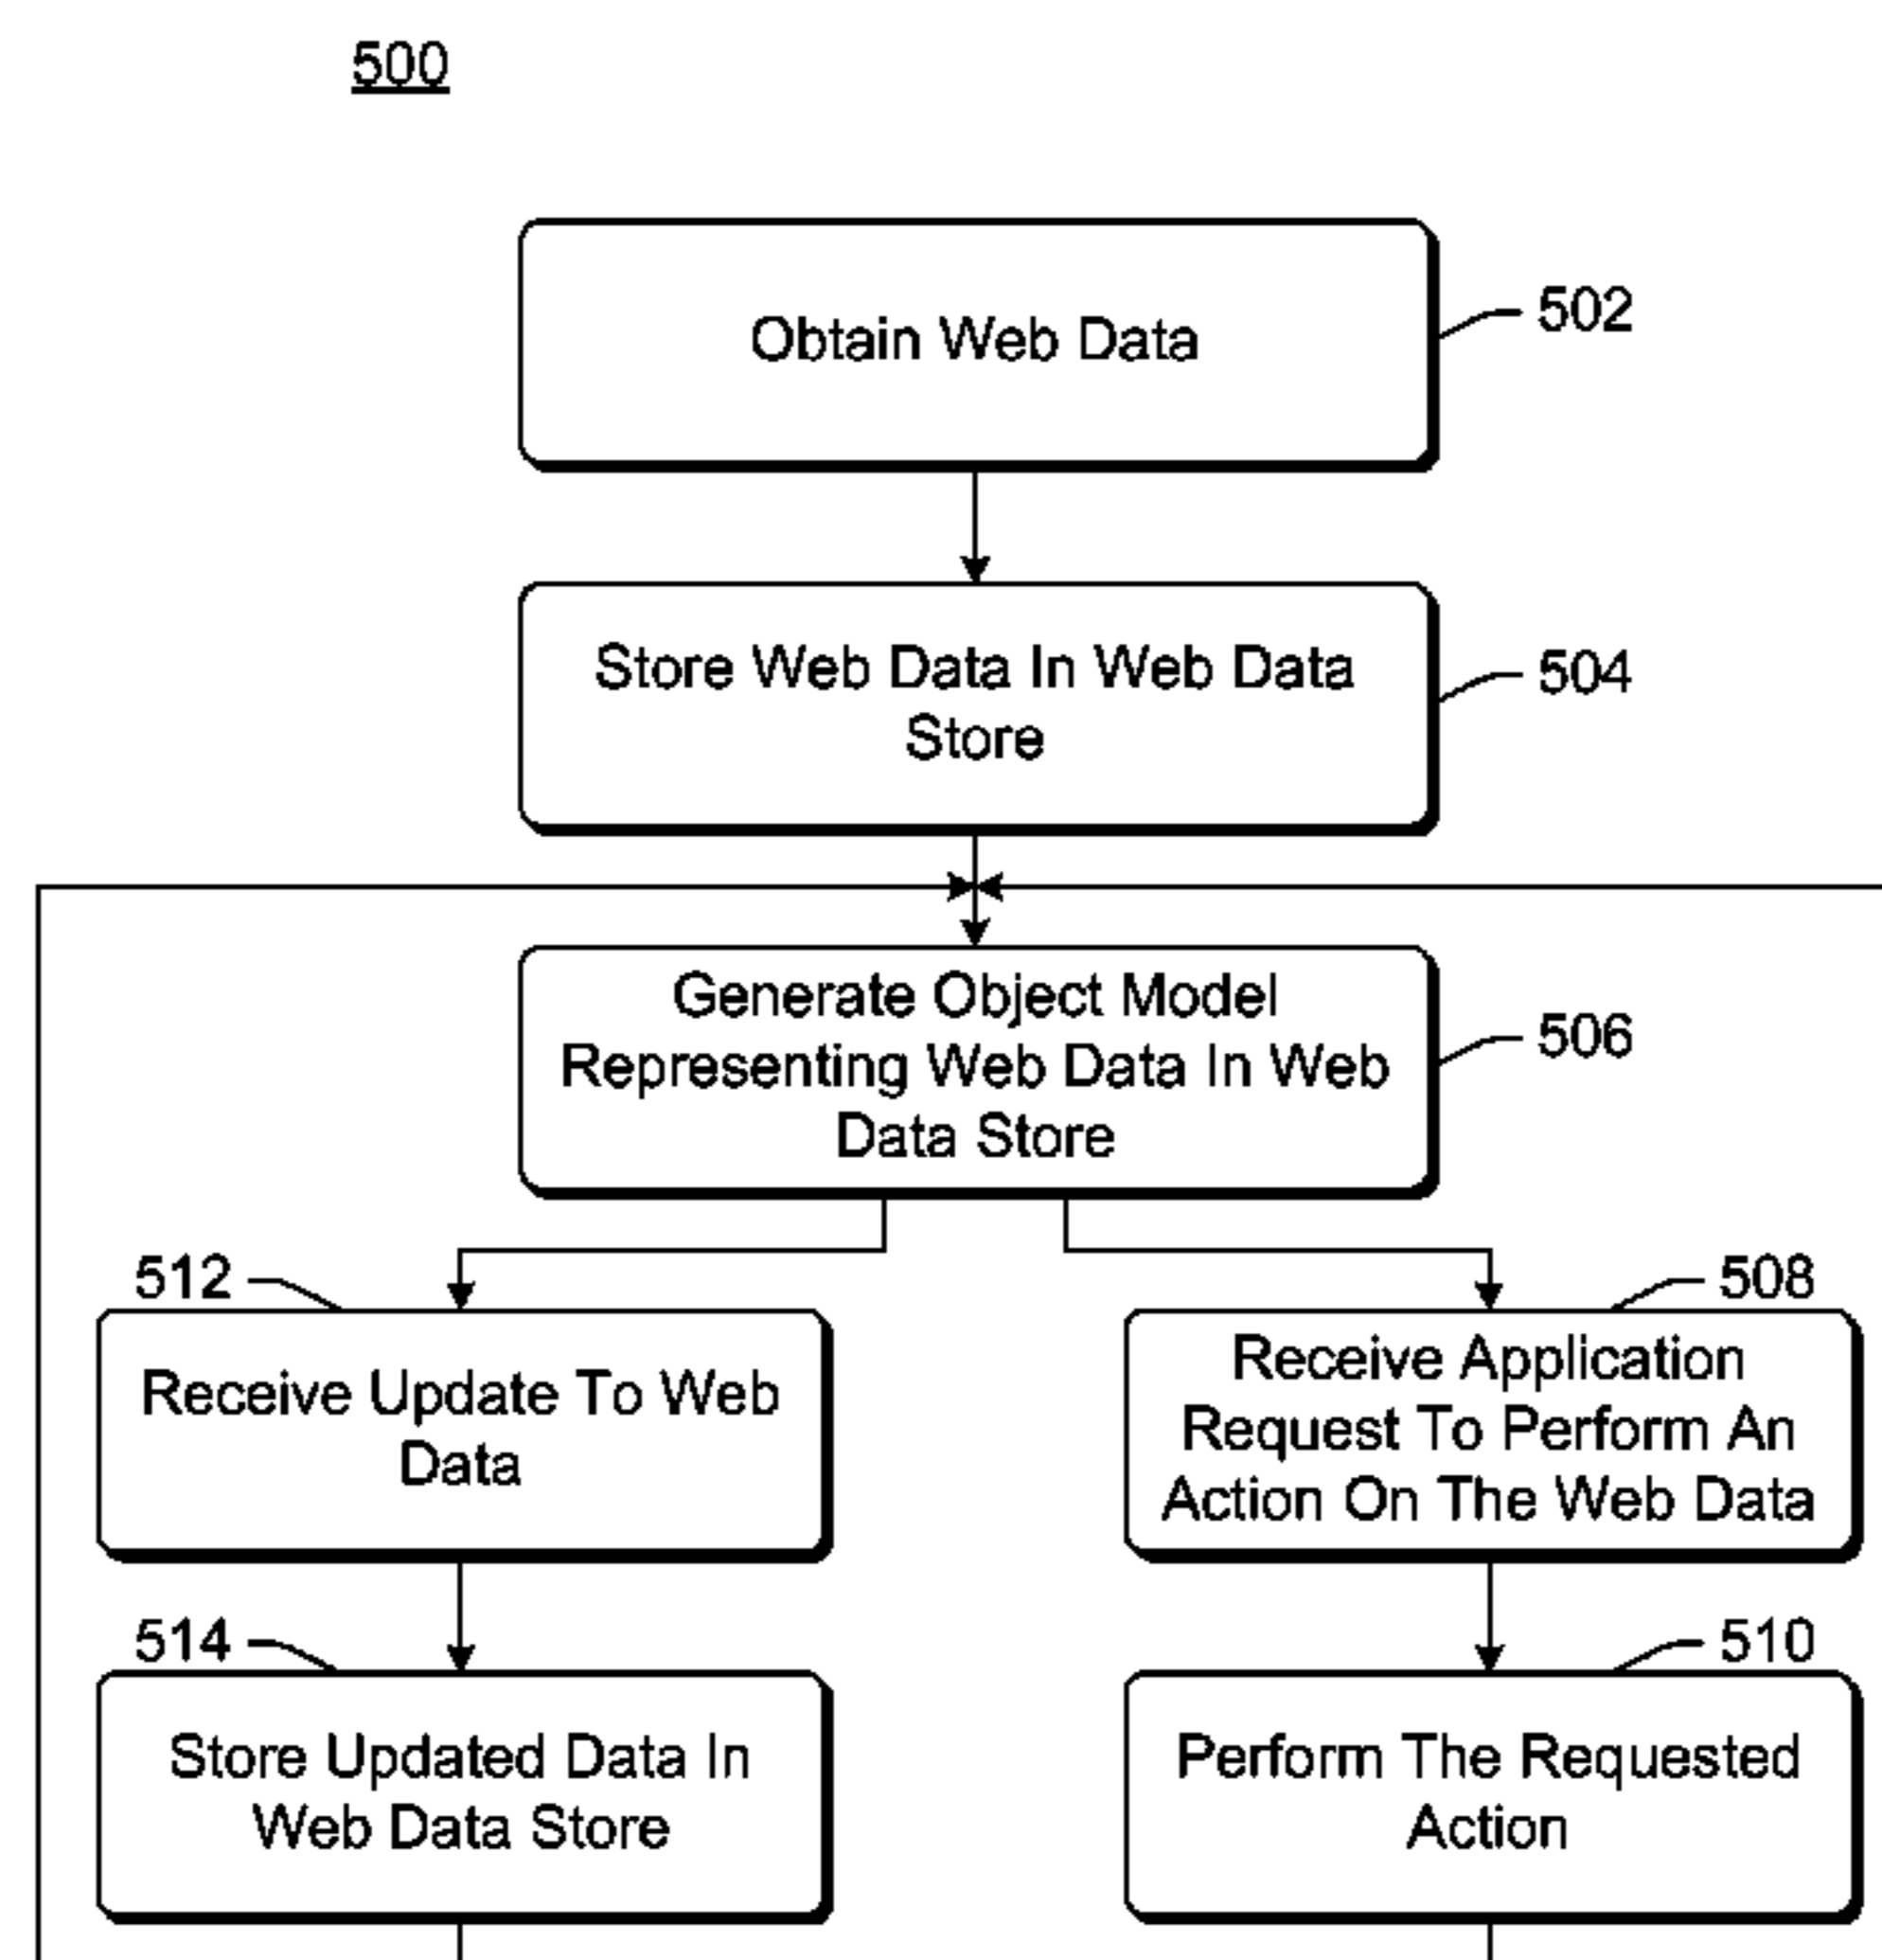 500
Obtain Web Data
502
Store Web Data In Web Data
Store
504
Generate Object Model
Representing Web Data In Web
Data Store
506
512
Receive Update To Web
Data
508
Receive Application
Request To Perform An
Action On The Web Data
514
Store Updated Data In
Web Data Store
510
Perform The Requested
Action